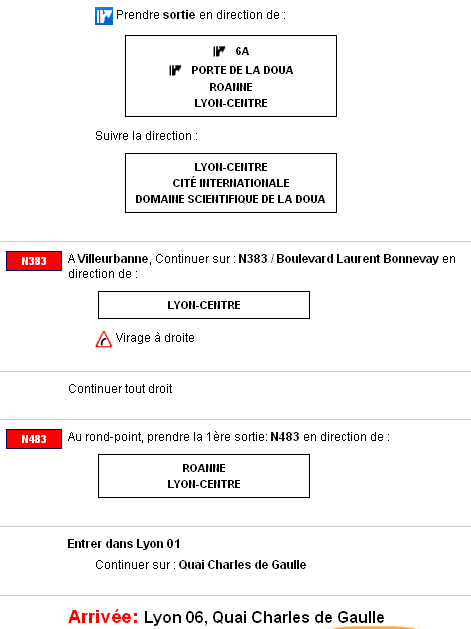 Prendre sortie en direction de :
6A
PORTE DE LA DOUA
ROANNE
LYON-CENTRE
Suivre la direction :
LYON-CENTRE
CITÉ INTERNATIONALE
DOMAINE SCIENTIFIQUE DE LA DOUA
N383 A Villeurbanne, Continuer sur : N383 / Boulevard Laurent Bonnevay en
direction de :
LYON-CENTRE
Virage à droite
Continuer tout droit
N483 Au rond-point, prendre la 1ère sortie: N483 en direction de :
ROANNE
LYON-CENTRE
Entrer dans Lyon 01
Continuer sur : Quai Charles de Gaulle
Arrivée: Lyon 06, Quai Charles de Gaulle